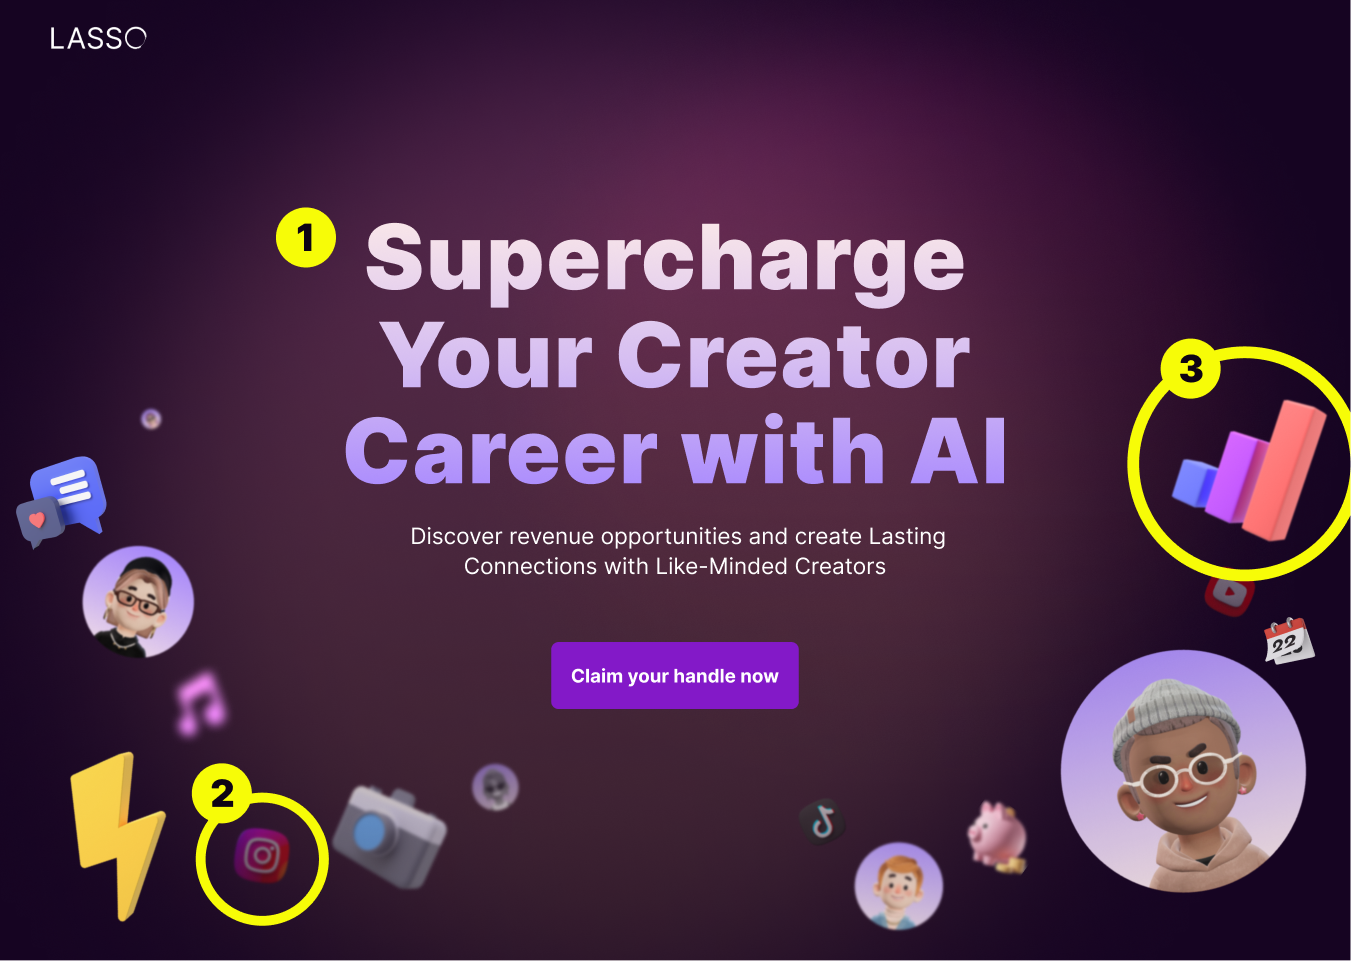 LASSO
1
Supercharge
Your Creator
Career with AI
3
Discover revenue opportunities and create Lasting
Connections with Like-Minded Creators
22
Claim your handle now
2